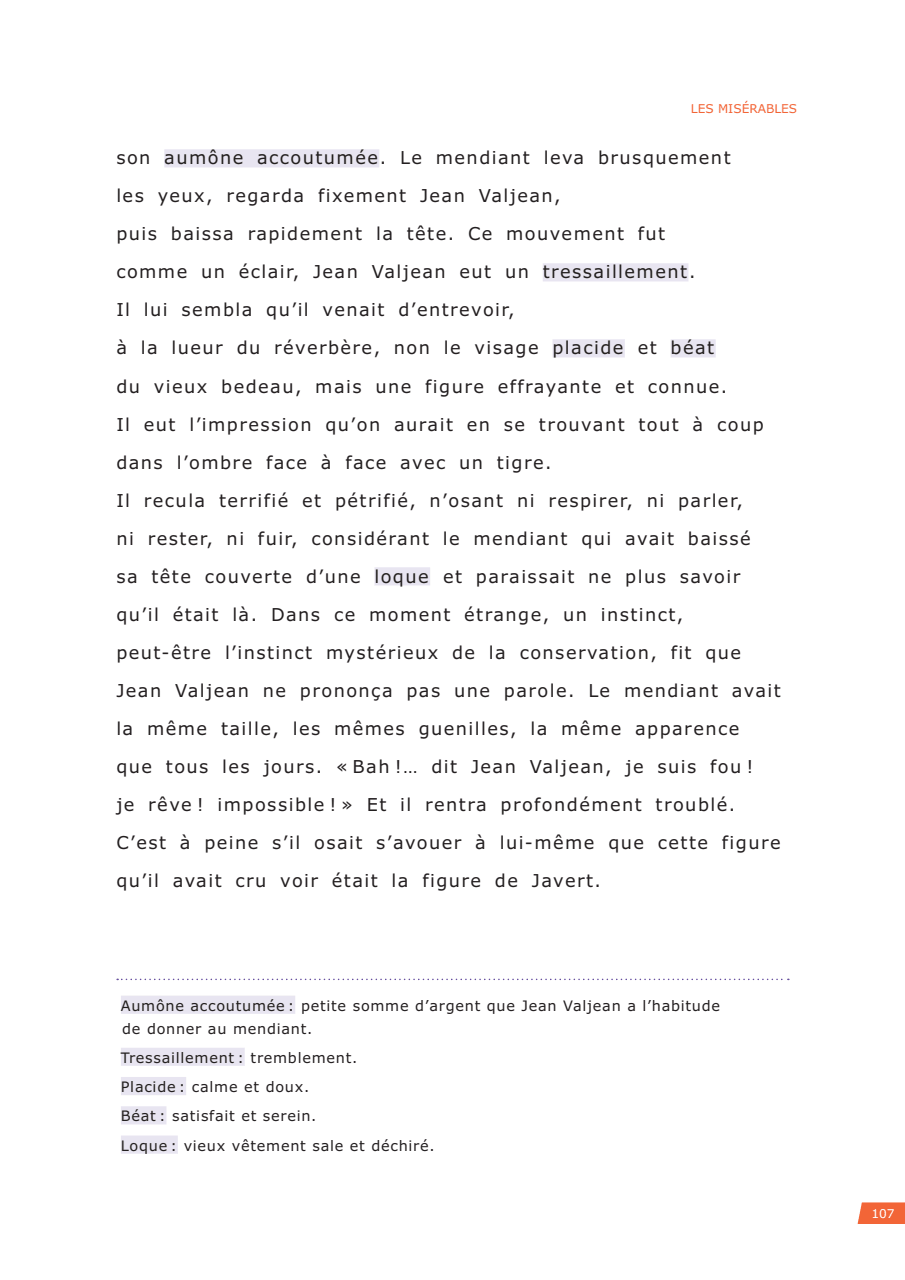 LES MISÉRABLES
son aumône accoutumée. Le mendiant leva brusquement
les yeux, regarda fixement Jean Valjean,
puis baissa rapidement la tête. Ce mouvement fut
comme un éclair, Jean Valjean eut un tressaillement.
Il lui sembla qu’il venait d’entrevoir,
à la lueur du réverbère, non le visage placide et béat
du vieux bedeau, mais une figure effrayante et connue.
Il eut l’impression qu’on aurait en se trouvant tout à coup
dans l’ombre face à face avec un tigre.
Il recula terrifié et pétrifié, n’osant ni respirer, ni parler,
ni rester, ni fuir, considérant le mendiant qui avait baissé
sa tête couverte d’une loque et paraissait ne plus savoir
qu’il était là. Dans ce moment étrange, un instinct,
peut-être l’instinct mystérieux de la conservation, fit que
Jean Valjean ne prononça pas une parole. Le mendiant avait
la même taille, les mêmes guenilles, la même apparence
que tous les jours. « Bah !… dit Jean Valjean, je suis fou !
je rêve ! impossible ! » Et il rentra profondément troublé.
C’est à peine s’il osait s’avouer à lui-même que cette figure
qu’il avait cru voir était la figure de Javert.
Aumône accoutumée : petite somme d’argent que Jean Valjean a l’habitude
de donner au mendiant.
Tressaillement : tremblement.
Placide : calme et doux.
Béat : satisfait et serein.
Loque : vieux vêtement sale et déchiré.
107